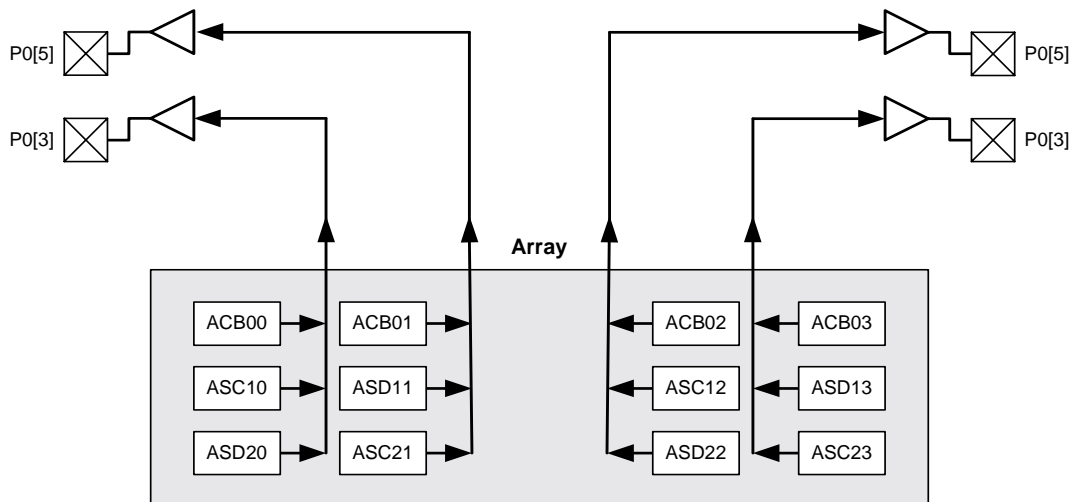 P0[5] P0[5]
P0[3] P0[3]
Array
ACB00 ACB01 ACB02 ACB03
ASC10 ASD11 ASC12 ASD13
ASD20 ASC21 ASD22 ASC23